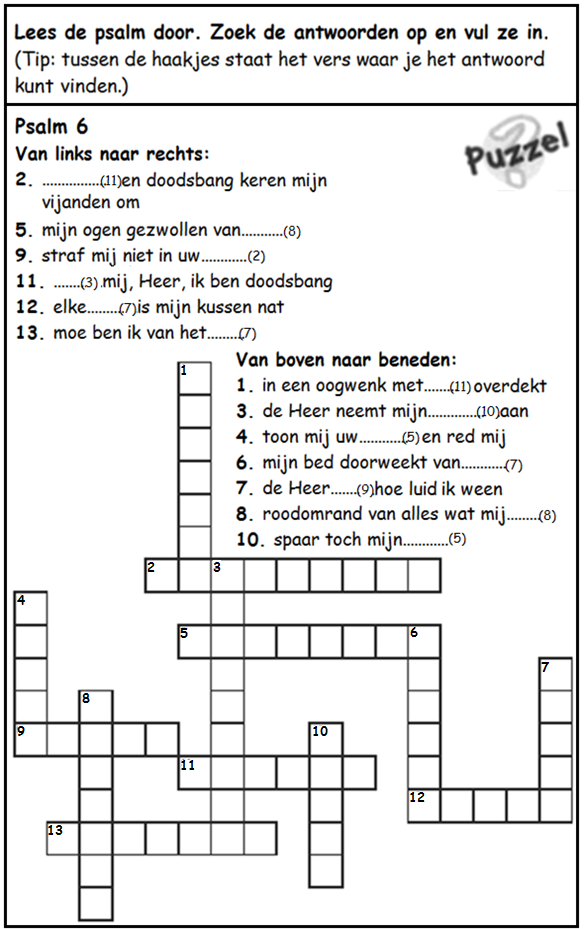 Lees de psalm door. Zoek de antwoorden op en vul ze in.
(Tip: tussen de haakjes staat het vers waar je het antwoord
kunt vinden.)
Psalm 6
Puzzel
?
Van links naar rechts:
2. ...............(11)en doodsbang keren mijn
vijanden om
5. mijn ogen gezwollen van...........(8)
9. straf mij niet in uw............(2)
11. .......(3) .mij, Heer, ik ben doodsbang
12. elke........(7)is mijn kussen nat
13. moe ben ik van het........(7)
Van boven naar beneden:
1. in een oogwenk met.......(11) overdekt
3. de Heer neemt mijn.............(10)aan
4. toon mij uw...........(5)en red mij
6. mijn bed doorweekt van............(7)
7. de Heer.......(9)hoe luid ik ween
8. roodomrand van alles wat mij.........(8)
10. spaar toch mijn............(5)
1
2 3
4
5 6
7
8
9 10
11
12
13